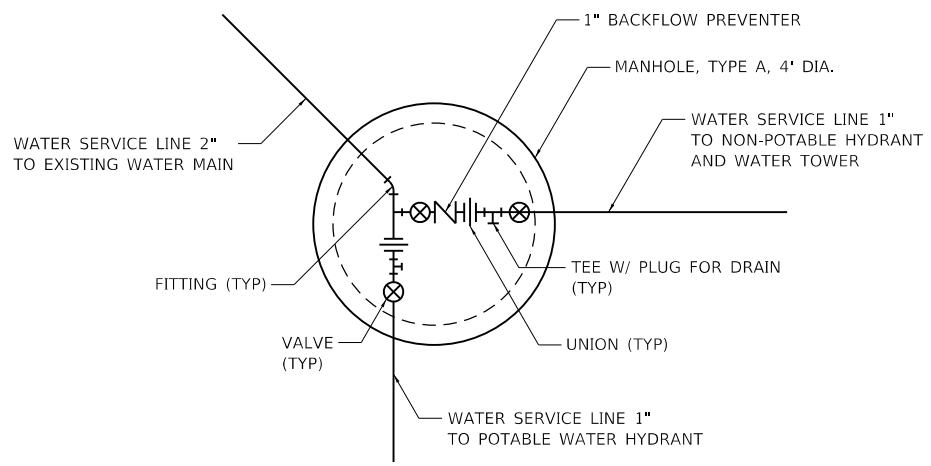 1" BACKFLOW PREVENTER
MANHOLE, TYPE A, 4' DIA.
WATER SERVICE LINE 1"
TO NON-POTABLE HYDRANT
AND WATER TOWER
WATER SERVICE LINE 2"
TO EXISTING WATER MAIN
FITTING (TYP)
TEE W/ PLUG FOR DRAIN
(TYP)
VALVE
(TYP)
UNION (TYP)
WATER SERVICE LINE 1"
TO POTABLE WATER HYDRANT